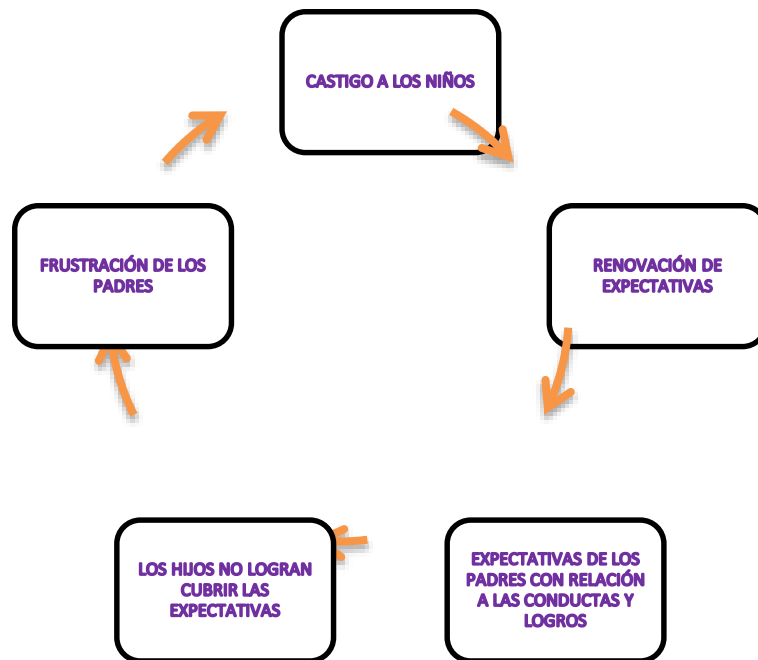 CASTIGO A LOS NIÑOS
FRUSTRACIÓN DE LOS
PADRES
RENOVACIÓN DE
EXPECTATIVAS
LOS HIJOS NO LOGRAN
CUBRIR LAS
EXPECTATIVAS
EXPECTATIVAS DE LOS
PADRES CON RELACIÓN
A LAS CONDUCTAS Y
LOGROS